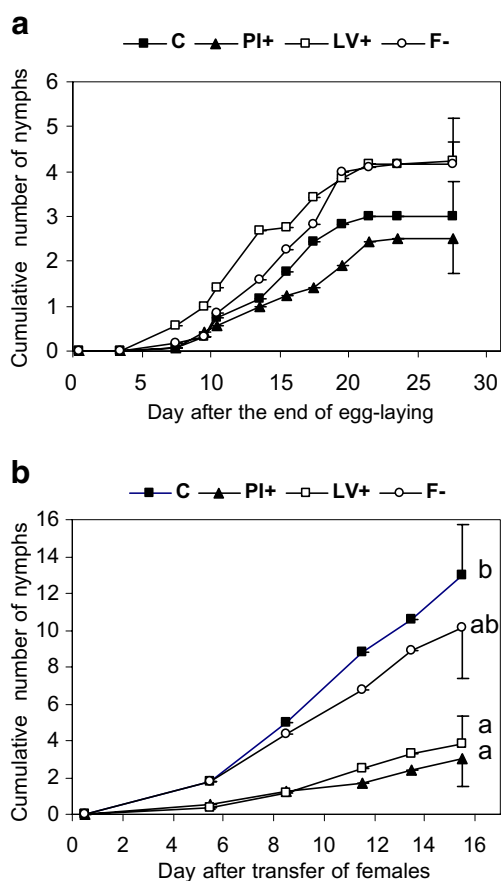 a
C PI+ LV+ F-
Cumulative number of nymphs
6
5
4
3
2
1
0
0 5 10 15 20 25 30
Day after the end of egg-laying
b
C PI+ LV+ F-
Cumulative number of nymphs
16
14
12
10
8
6
4
2
0
b
ab
a
a
0 2 4 6 8 10 12 14 16
Day after transfer of females